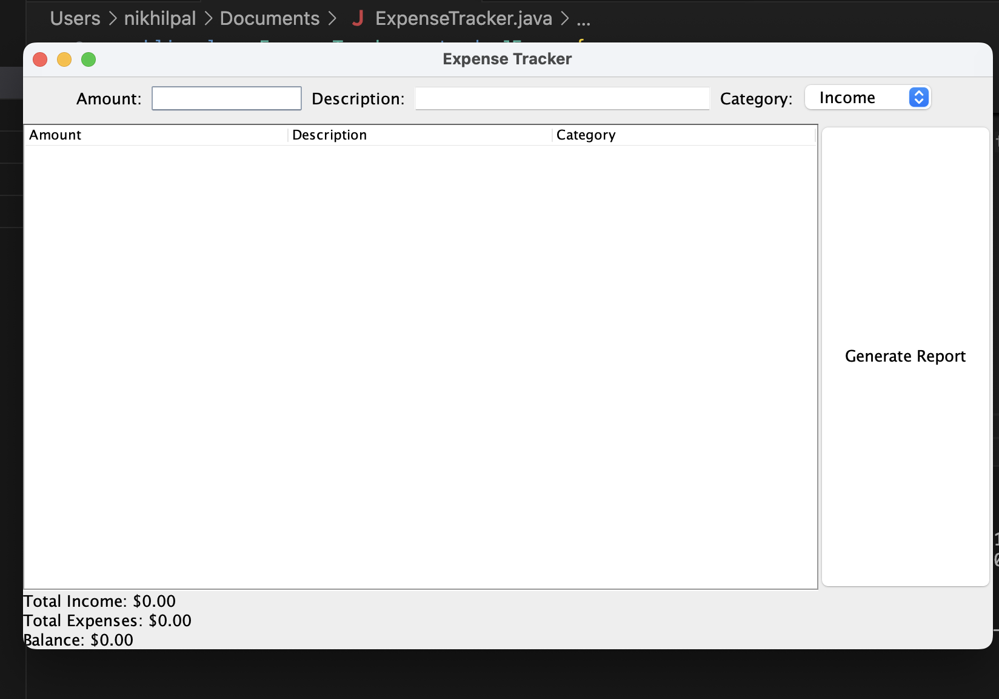 Users > nikhilpal > Documents > J ExpenseTracker.java > ...
Expense Tracker
Amount: Description: Category: Income
Amount Description Category
Generate Report
Total Income: $0.00
Total Expenses: $0.00
Balance: $0.00